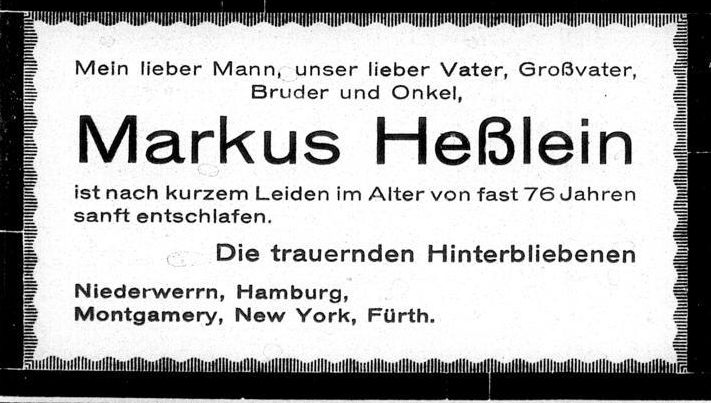 Mein lieber Mann, unser lieber Vater, Großvater,
Bruder und Onkel,
Markus Heßlein
ist nach kurzem Leiden im Alter von fast 76 Jahren
sanft entschlafen.
Die trauernden Hinterbliebenen
Niederwerrn, Hamburg,
Montgamery, New York, Fürth.